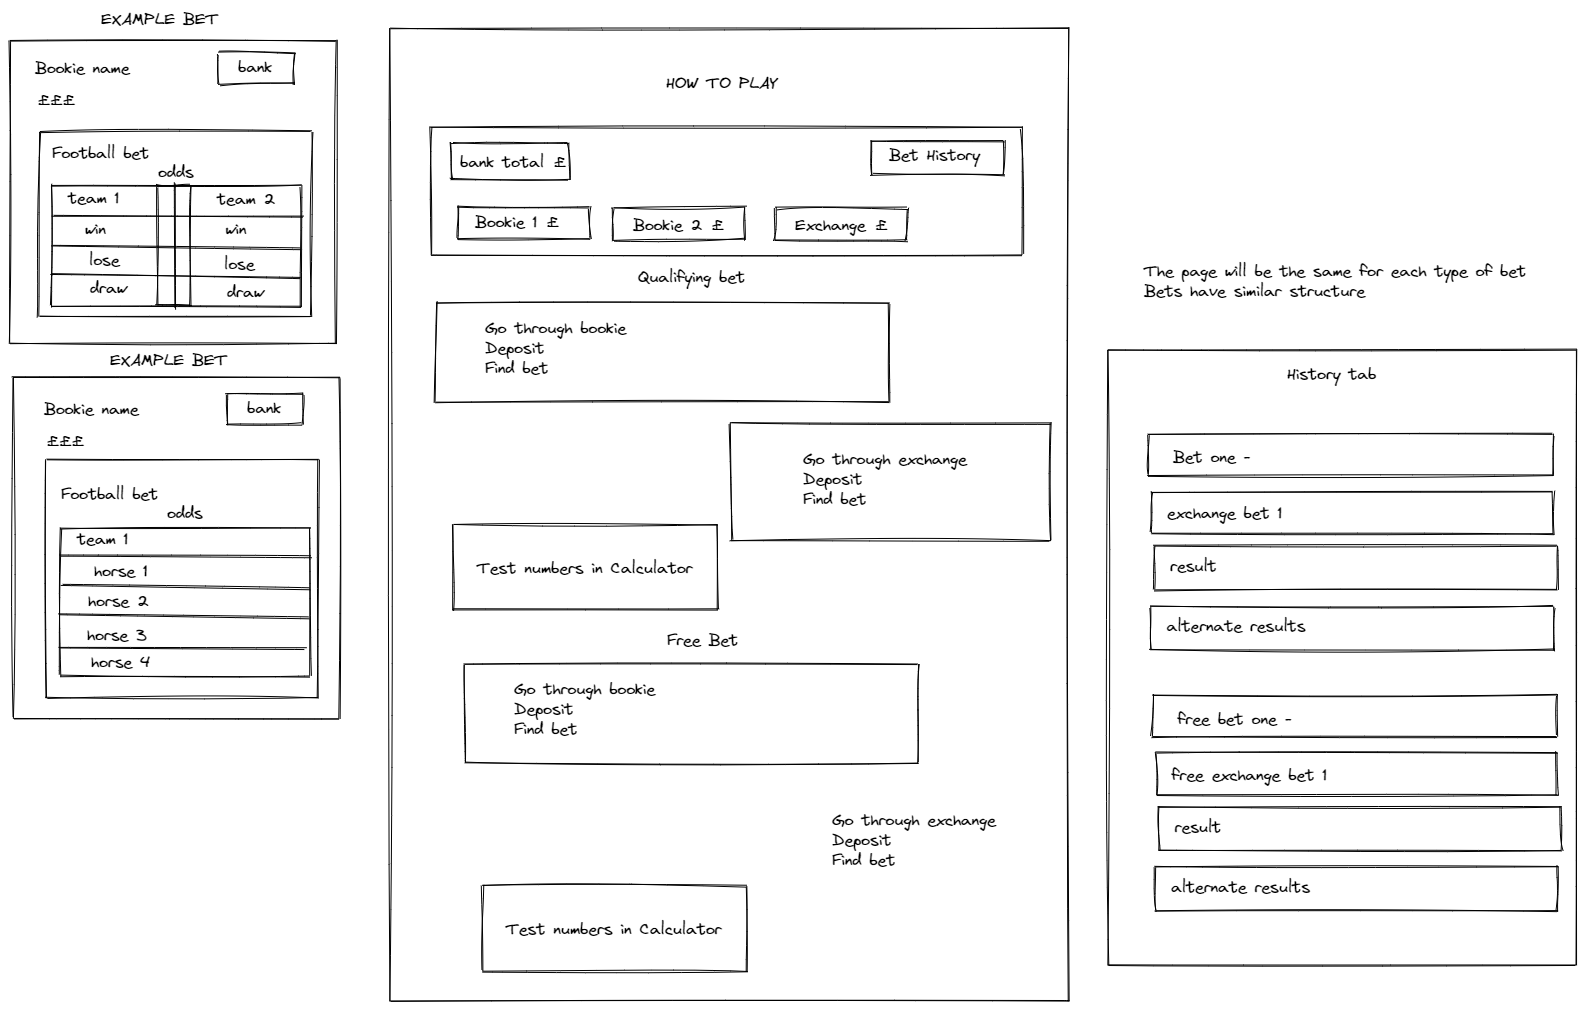 EXAMPLE BET
Bookie name
bank
£££
Football bet
odds
team 1
team 2
win
win
lose
lose
draw
draw
EXAMPLE BET
Bookie name
bank
£££
Football bet
odds
team 1
horse 1
horse 2
horse 3
horse 4
HOW TO PLAY
bank total £
Bet History
Bookie 1 £
Bookie 2 £
Exchange £
Qualifying bet
Go through bookie
Deposit
Find bet
Go through exchange
Deposit
Find bet
Test numbers in Calculator
Free Bet
Go through bookie
Deposit
Find bet
Go through exchange
Deposit
Find bet
Test numbers in Calculator
The page will be the same for each type of bet
Bets have similar structure
History tab
Bet one -
exchange bet 1
result
alternate results
free bet one -
free exchange bet 1
result
alternate results